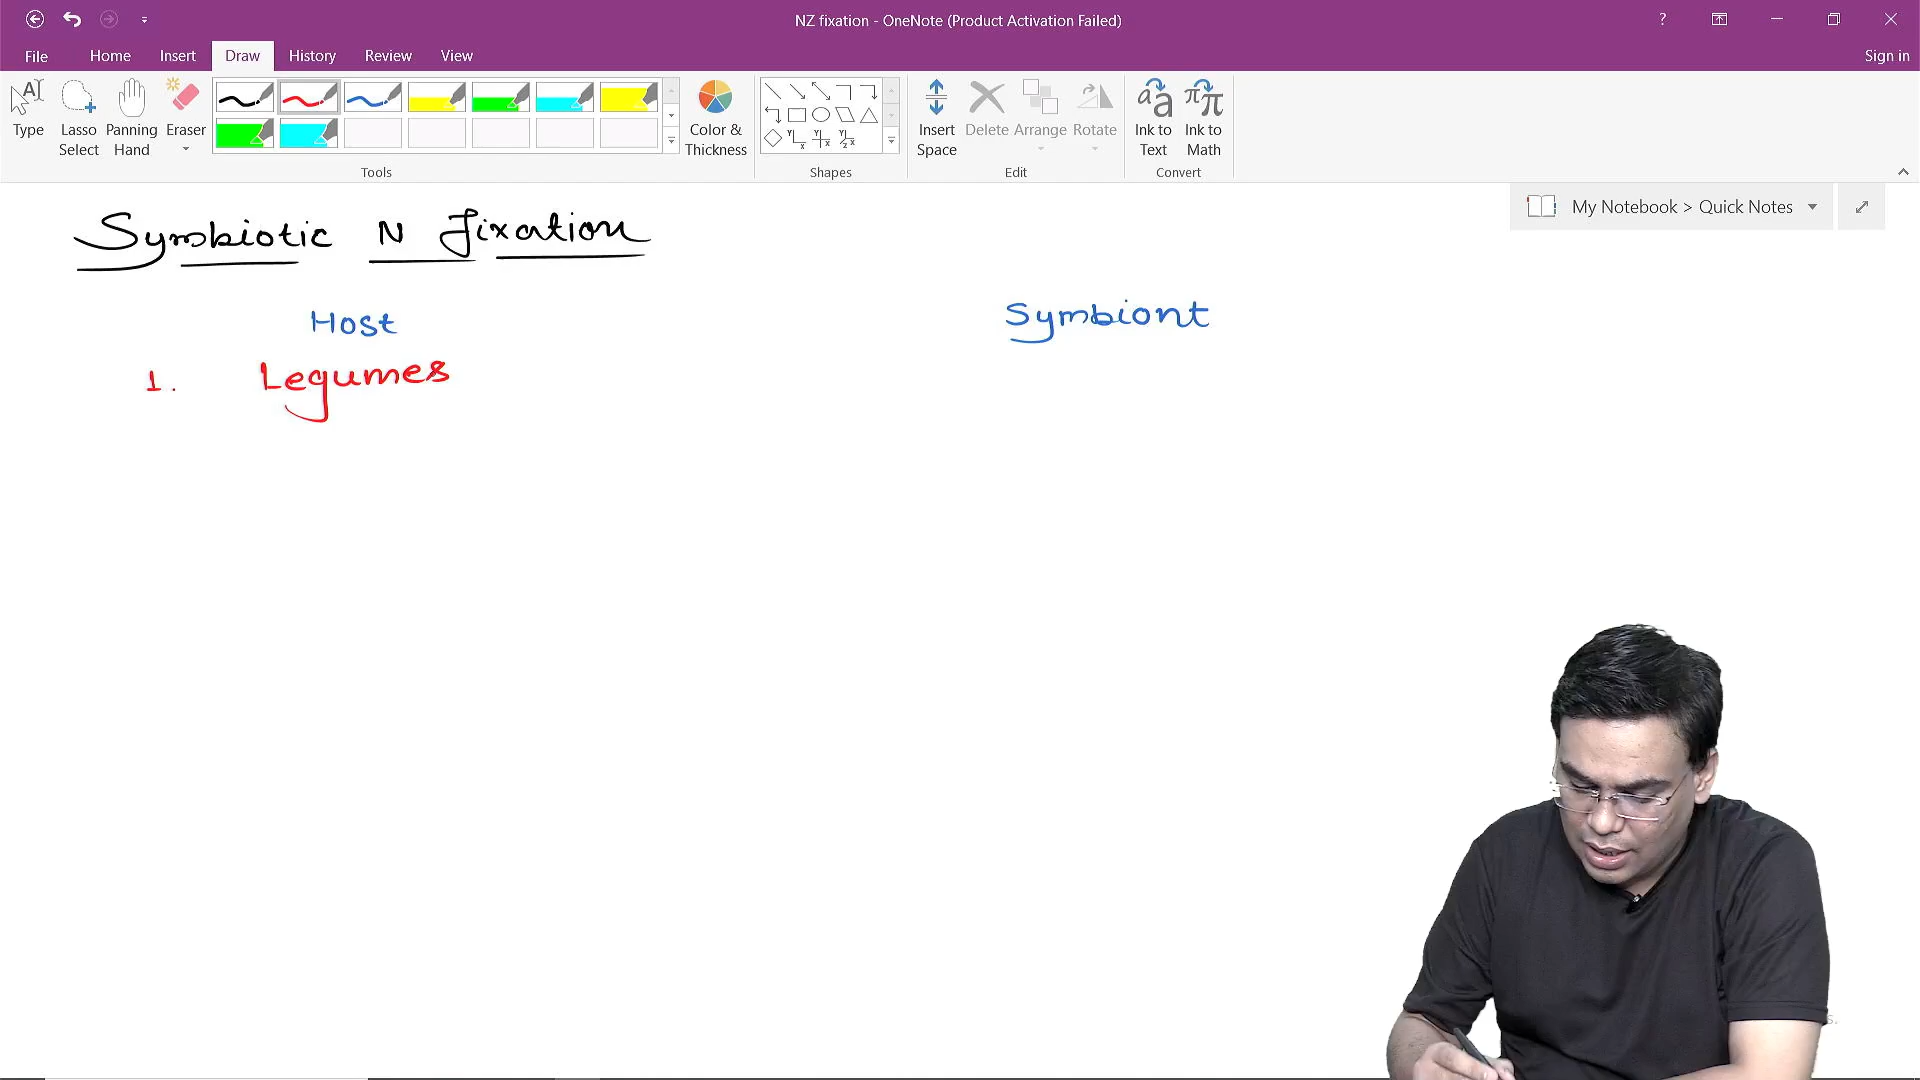 NZ fixation - OneNote (Product Activation Failed)
?
File Home Insert Draw History Review View
Sign in
Type Lasso Select Panning Hand Eraser
Color & Thickness
Insert Space Delete Arrange Rotate
Ink to Text Ink to Math
Tools Shapes Edit Convert
My Notebook > Quick Notes
Symbiotic N Fixation
Host Symbiont
1. Legumes